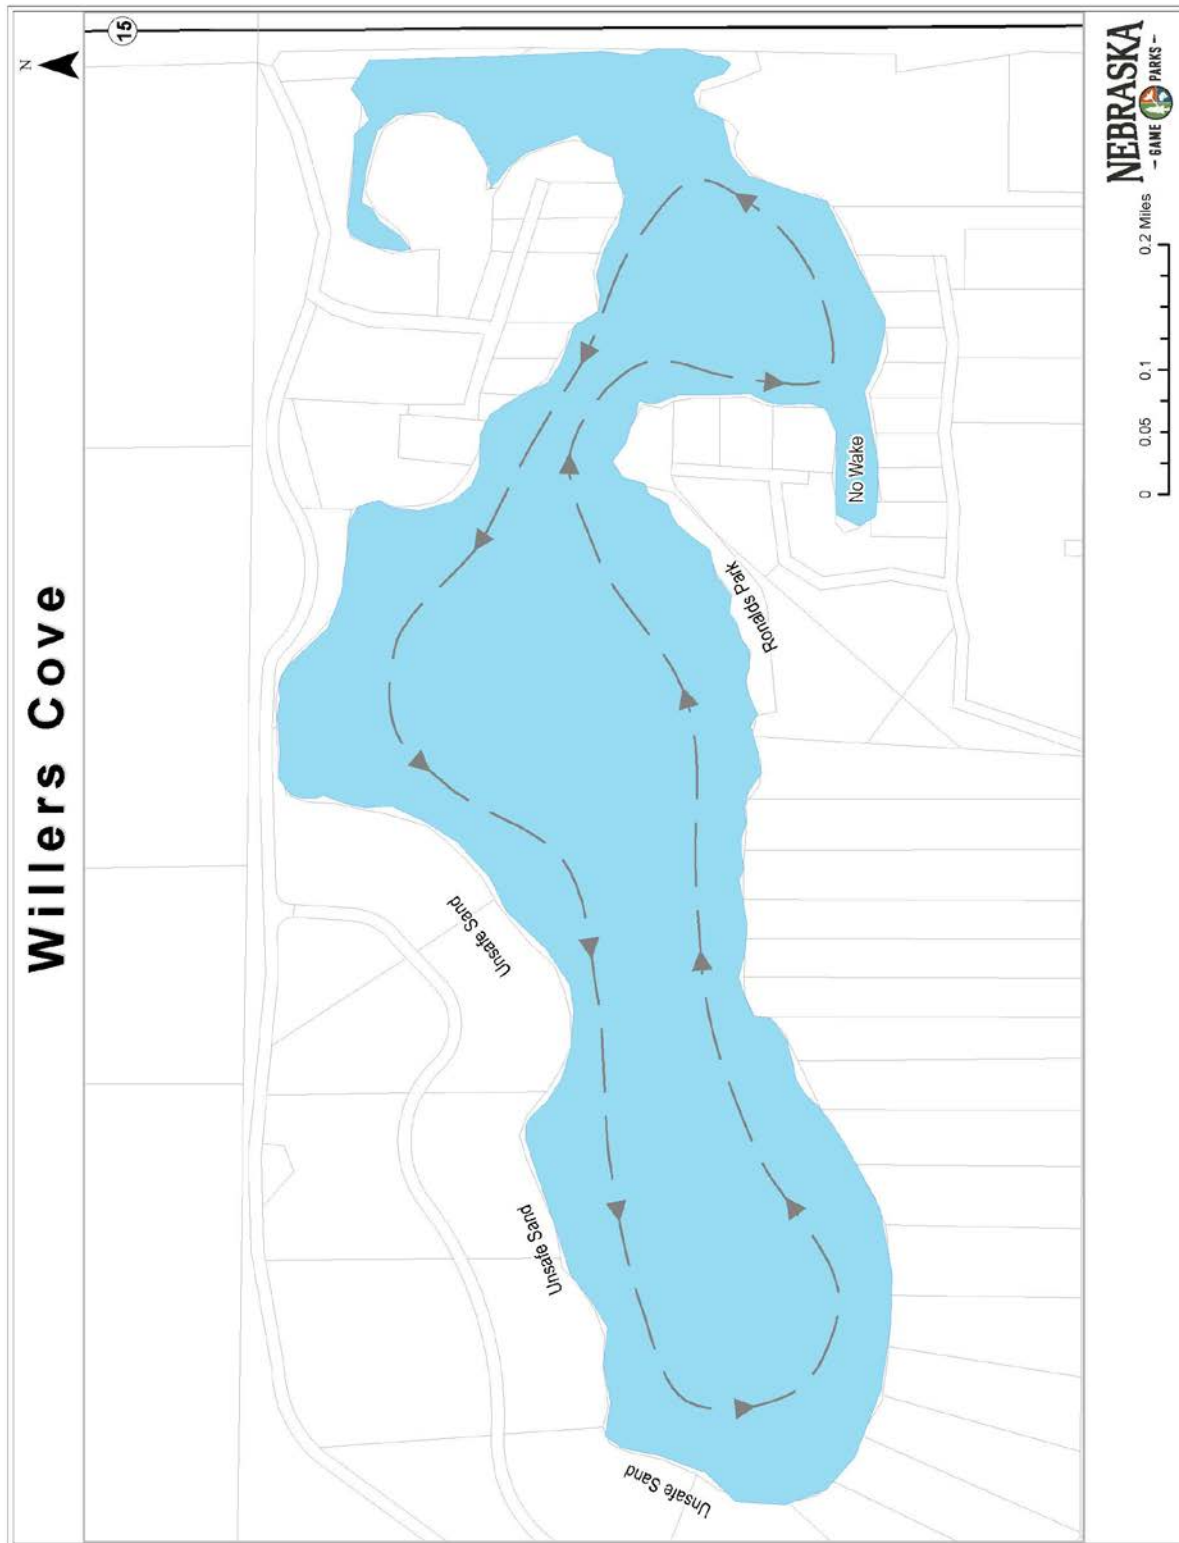 Willers Cove
N
15
Unsafe Sand
Unsafe Sand
Unsafe Sand
Ronalds Park
No Wake
0 0.05 0.1 0.2 Miles
NEBRASKA
- GAME PARKS -